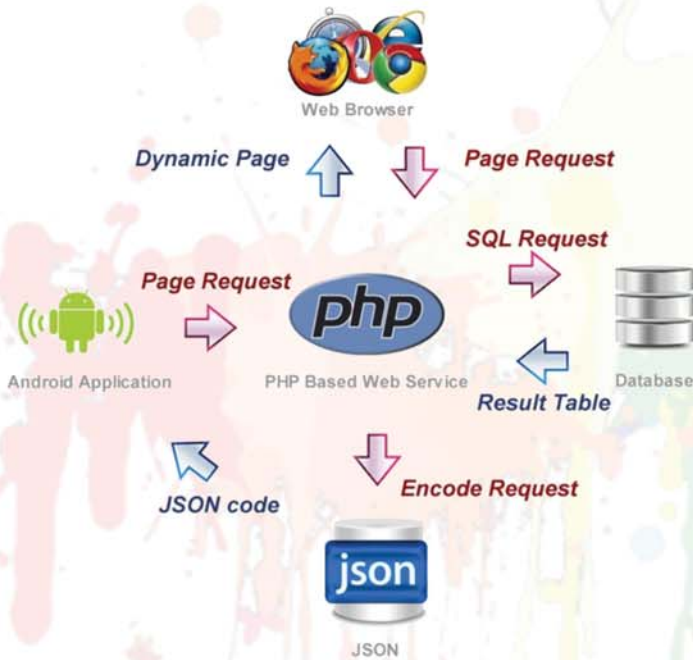 Web Browser
Dynamic Page
Page Request
SQL Request
Page Request
php
Android Application
PHP Based Web Service
Database
Result Table
JSON code
Encode Request
json
JSON